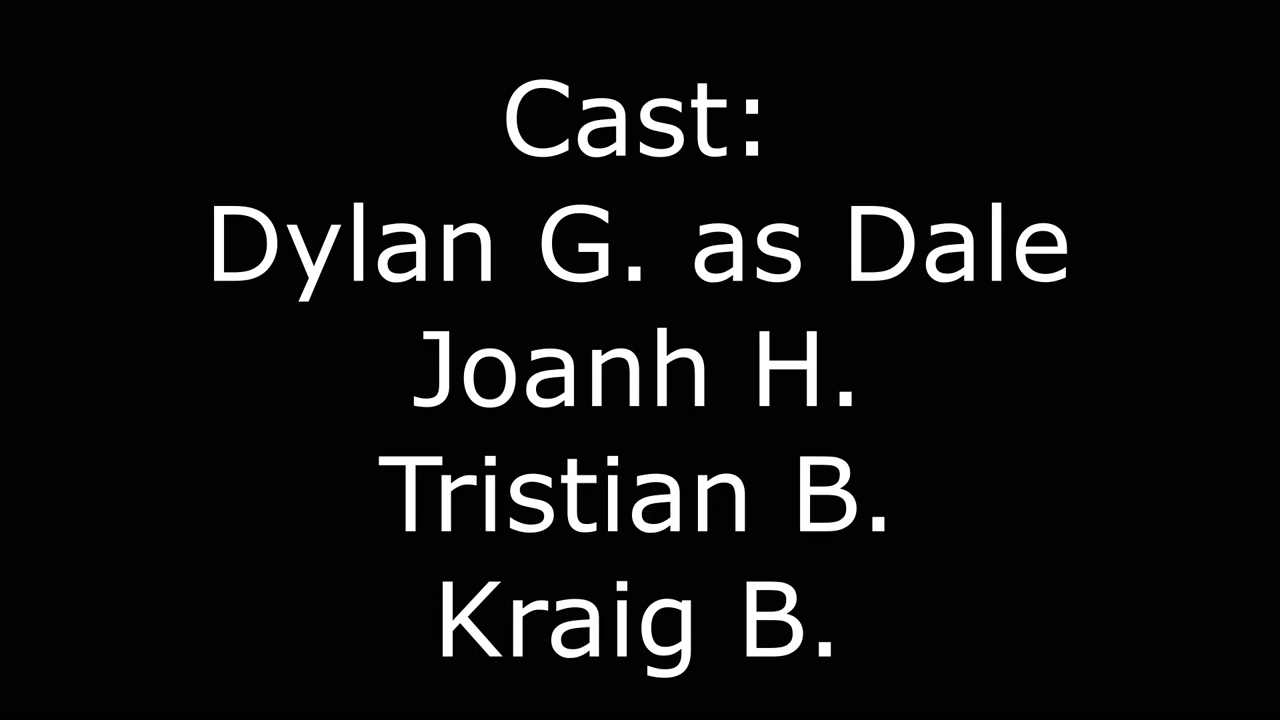 Cast:
Dylan G. as Dale
Joanh H.
Tristian B.
Kraig B.